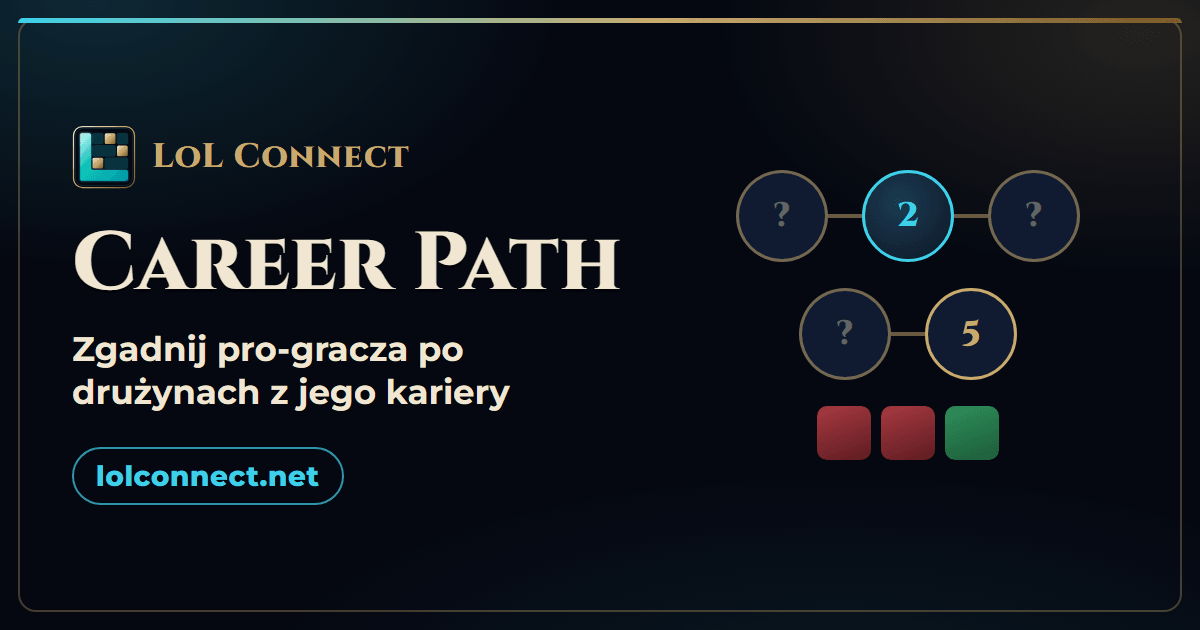 LoL Connect
Career Path
Zgadnij pro-gracza po
drużynach z jego kariery
lolconnect.net
? 2 ?
? 5